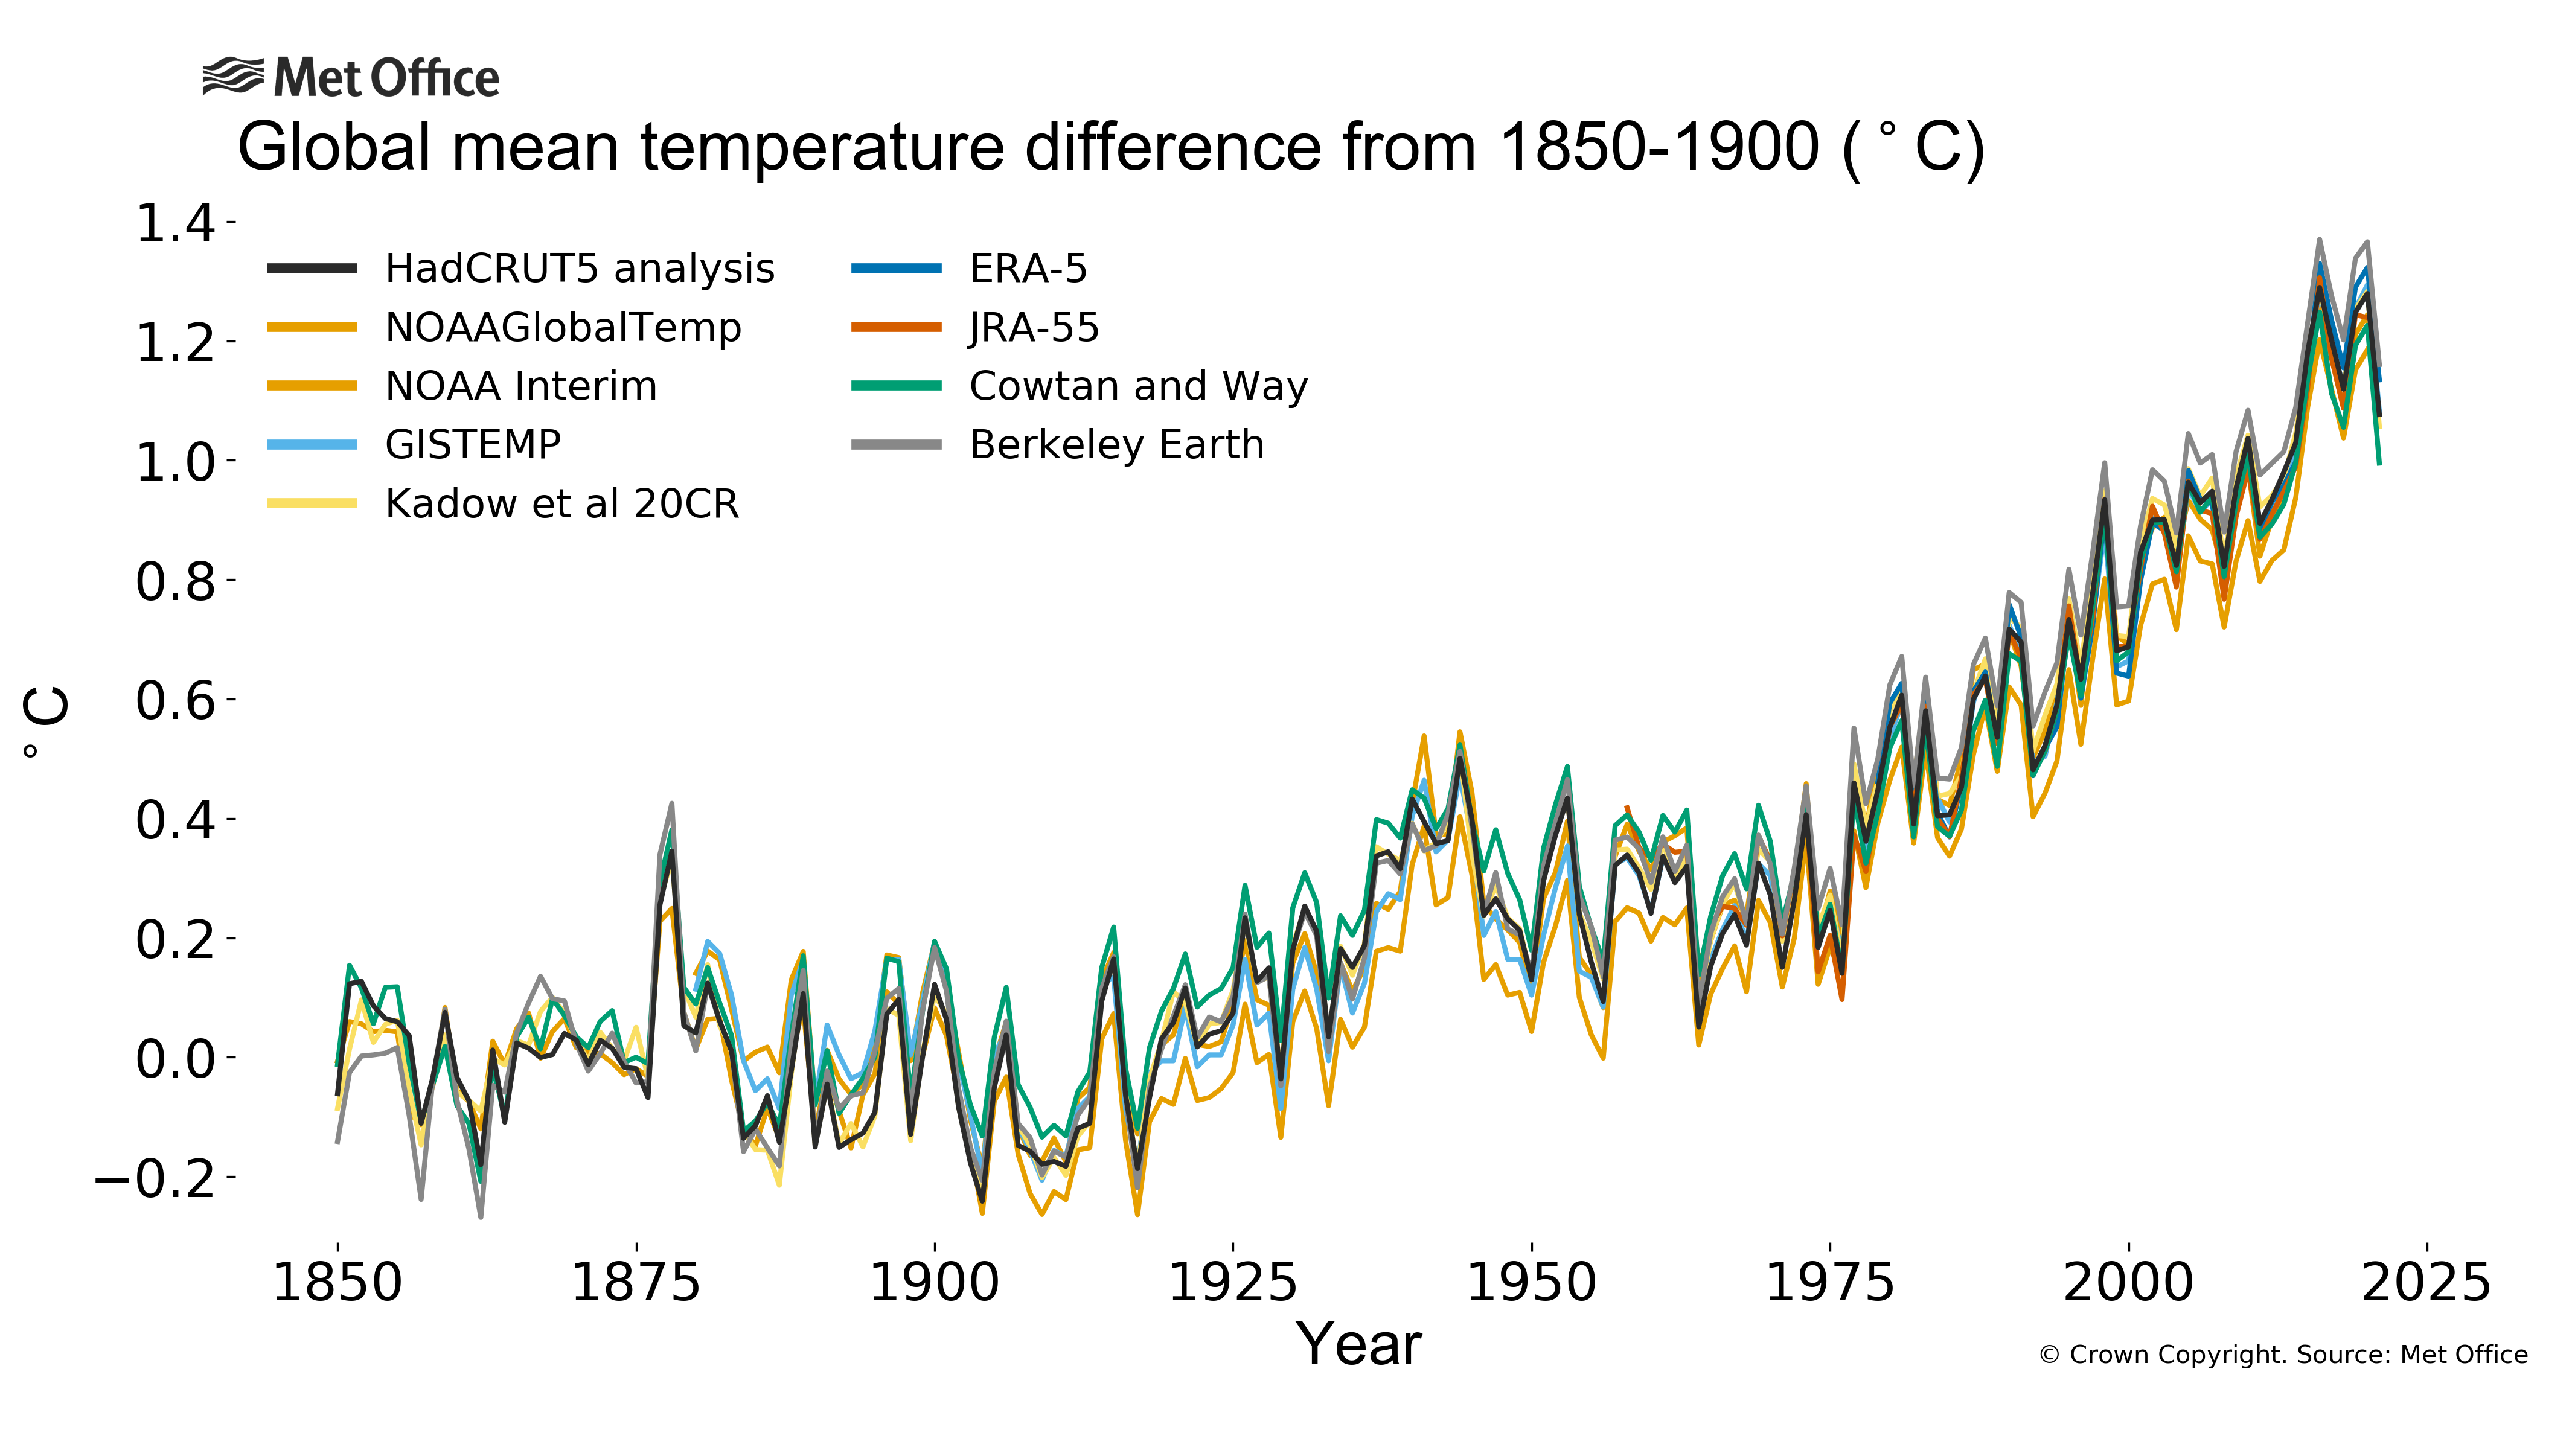 Met Office
Global mean temperature difference from 1850-1900 (°C)
1.4
1.2
1.0
0.8
0.6
0.4
0.2
0.0
−0.2
°C
HadCRUT5 analysis
NOAAGlobalTemp
NOAA Interim
GISTEMP
Kadow et al 20CR
ERA-5
JRA-55
Cowtan and Way
Berkeley Earth
1850 1875 1900 1925 1950 1975 2000 2025
Year
© Crown Copyright. Source: Met Office